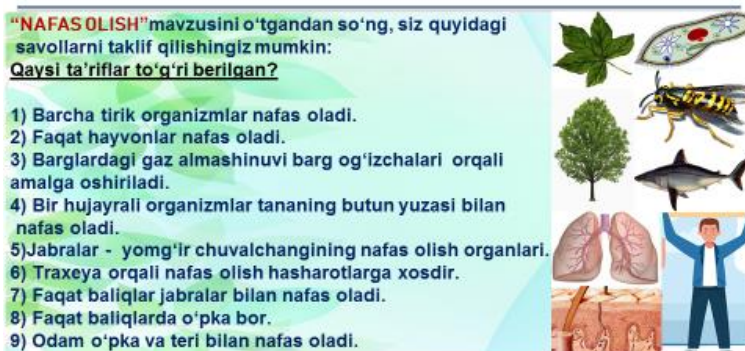 “NAFAS OLISH”mavzusini o‘tgandan so‘ng, siz quyidagi
savollarni taklif qilishingiz mumkin:
Qaysi ta’riflar to‘g‘ri berilgan?
1) Barcha tirik organizmlar nafas oladi.
2) Faqat hayvonlar nafas oladi.
3) Barglardagi gaz almashinuvi barg og‘izchalari orqali
amalga oshiriladi.
4) Bir hujayrali organizmlar tananing butun yuzasi bilan
nafas oladi.
5)Jabralar - yomg‘ir chuvalchangining nafas olish organlari.
6) Traxeya orqali nafas olish hasharotlarga xosdir.
7) Faqat baliqlar jabralar bilan nafas oladi.
8) Faqat baliqlarda o‘pka bor.
9) Odam o‘pka va teri bilan nafas oladi.